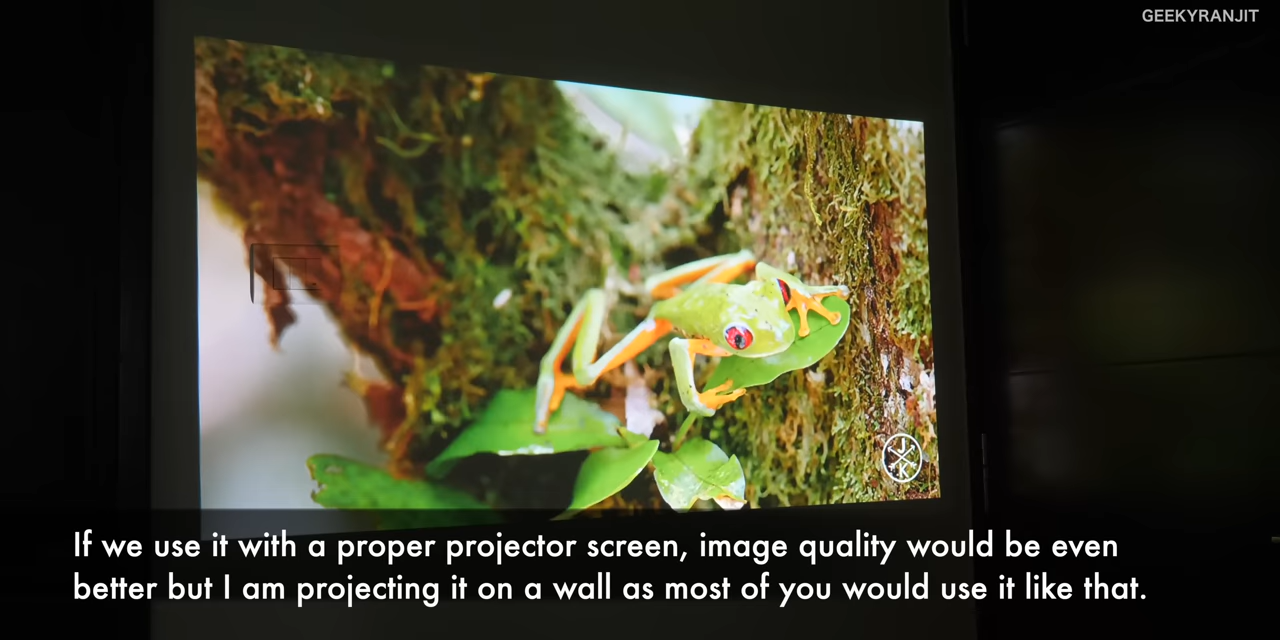 GEEKYRANJIT
If we use it with a proper projector screen, image quality would be even
better but I am projecting it on a wall as most of you would use it like that.